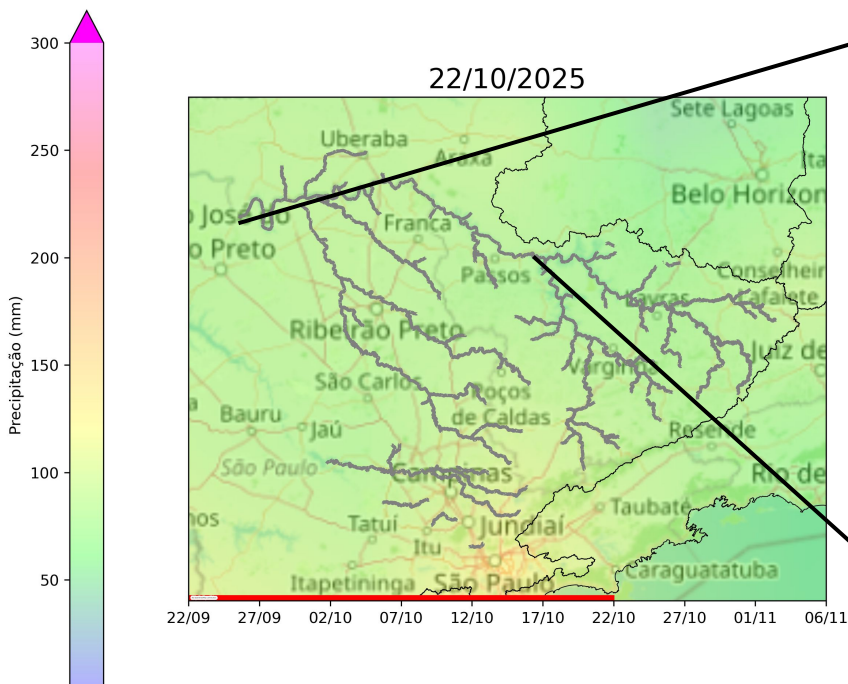 22/10/2025
300
250
200
150
100
50
Precipitação (mm)
Sete Lagoas
Uberaba
Araxá
Ita
Belo Horizon
o José
o Preto
Franca
Passos
Conselheir
Lafaiete
Lavras
Ribeirão Preto
Juiz de
Varginha
São Carlos
Poços
de Caldas
Bauru
Jaú
Resende
São Paulo
Campinas
Rio de
Taubaté
nos
Tatuí
Jundiaí
Itu
Itapetininga
São Paulo
Caraguatatuba
22/09
27/09
02/10
07/10
12/10
17/10
22/10
27/10
01/11
06/11